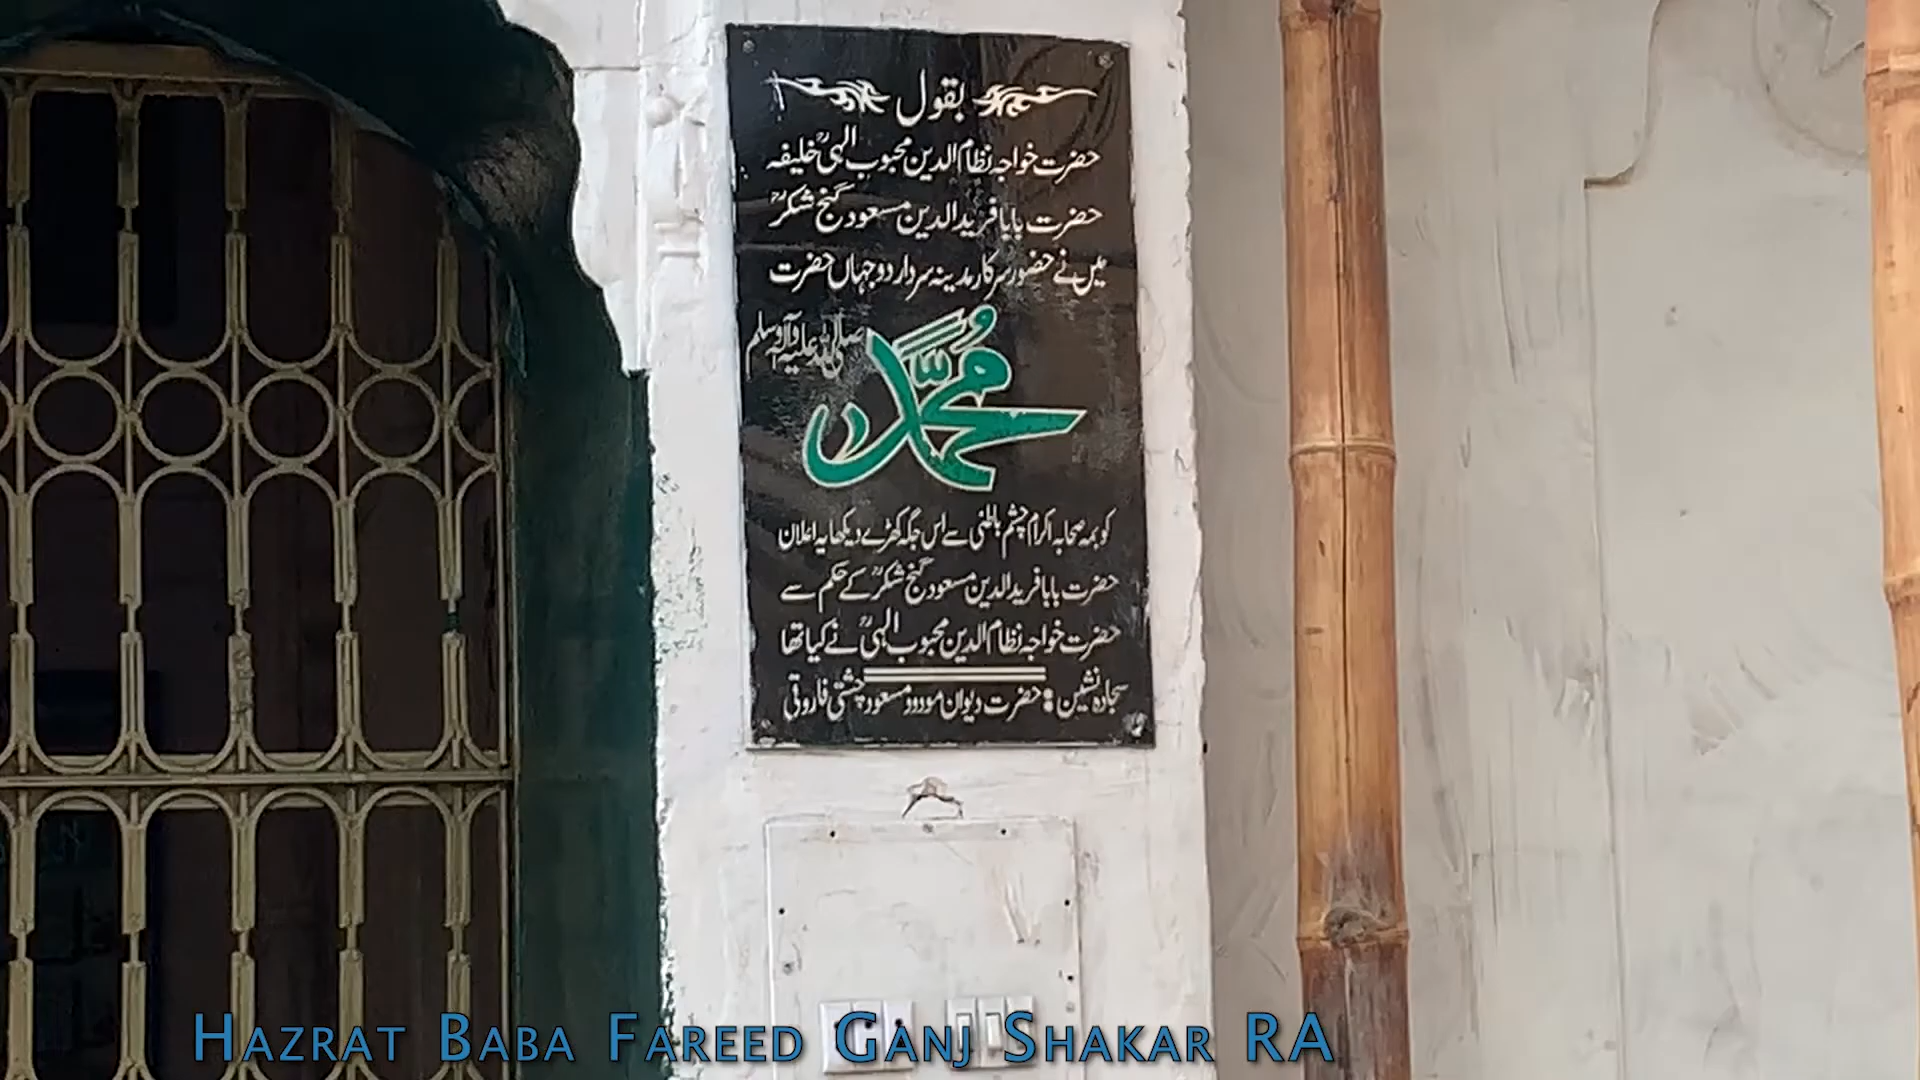 بقول
حضرت خواجہ نظام الدین محبوب الٰہیؒ خلیفہ
حضرت بابا فرید الدین مسعود گنج شکرؒ
میں نے حضور سرکار مدینہ سردار دو جہاں حضرت
مُحَمَّد صلی اللہ علیہ وآلہ وسلم
کو بمہ صحابہ اکرام چشم باطنی سے اس جگہ کھڑے دیکھا یہ اعلان
حضرت بابا فرید الدین مسعود گنج شکرؒ کے حکم سے
حضرت خواجہ نظام الدین محبوب الٰہیؒ نے کیا تھا
سجادہ نشین : حضرت دیوان مودود مسعود چشتی فاروقی
HAZRAT BABA FAREED GANJ SHAKAR RA